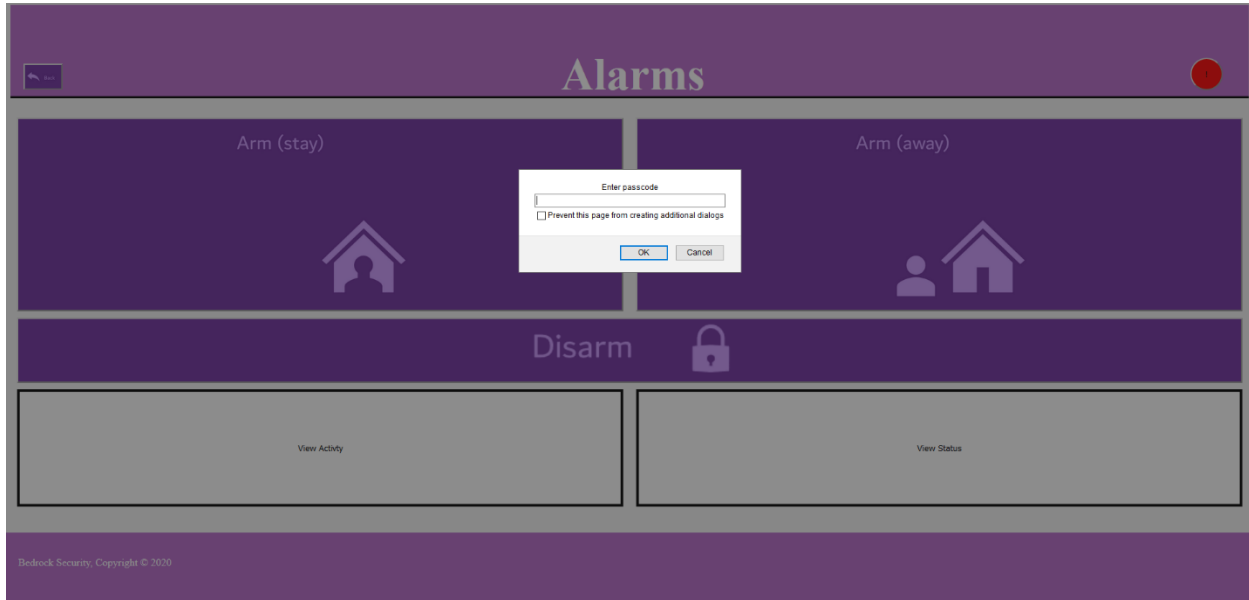 Alarms
Arm (stay)
Arm (away)
Enter passcode
Prevent this page from creating additional dialogs
OK
Cancel
Disarm
View Activty
View Status
Bedrock Security, Copyright © 2020